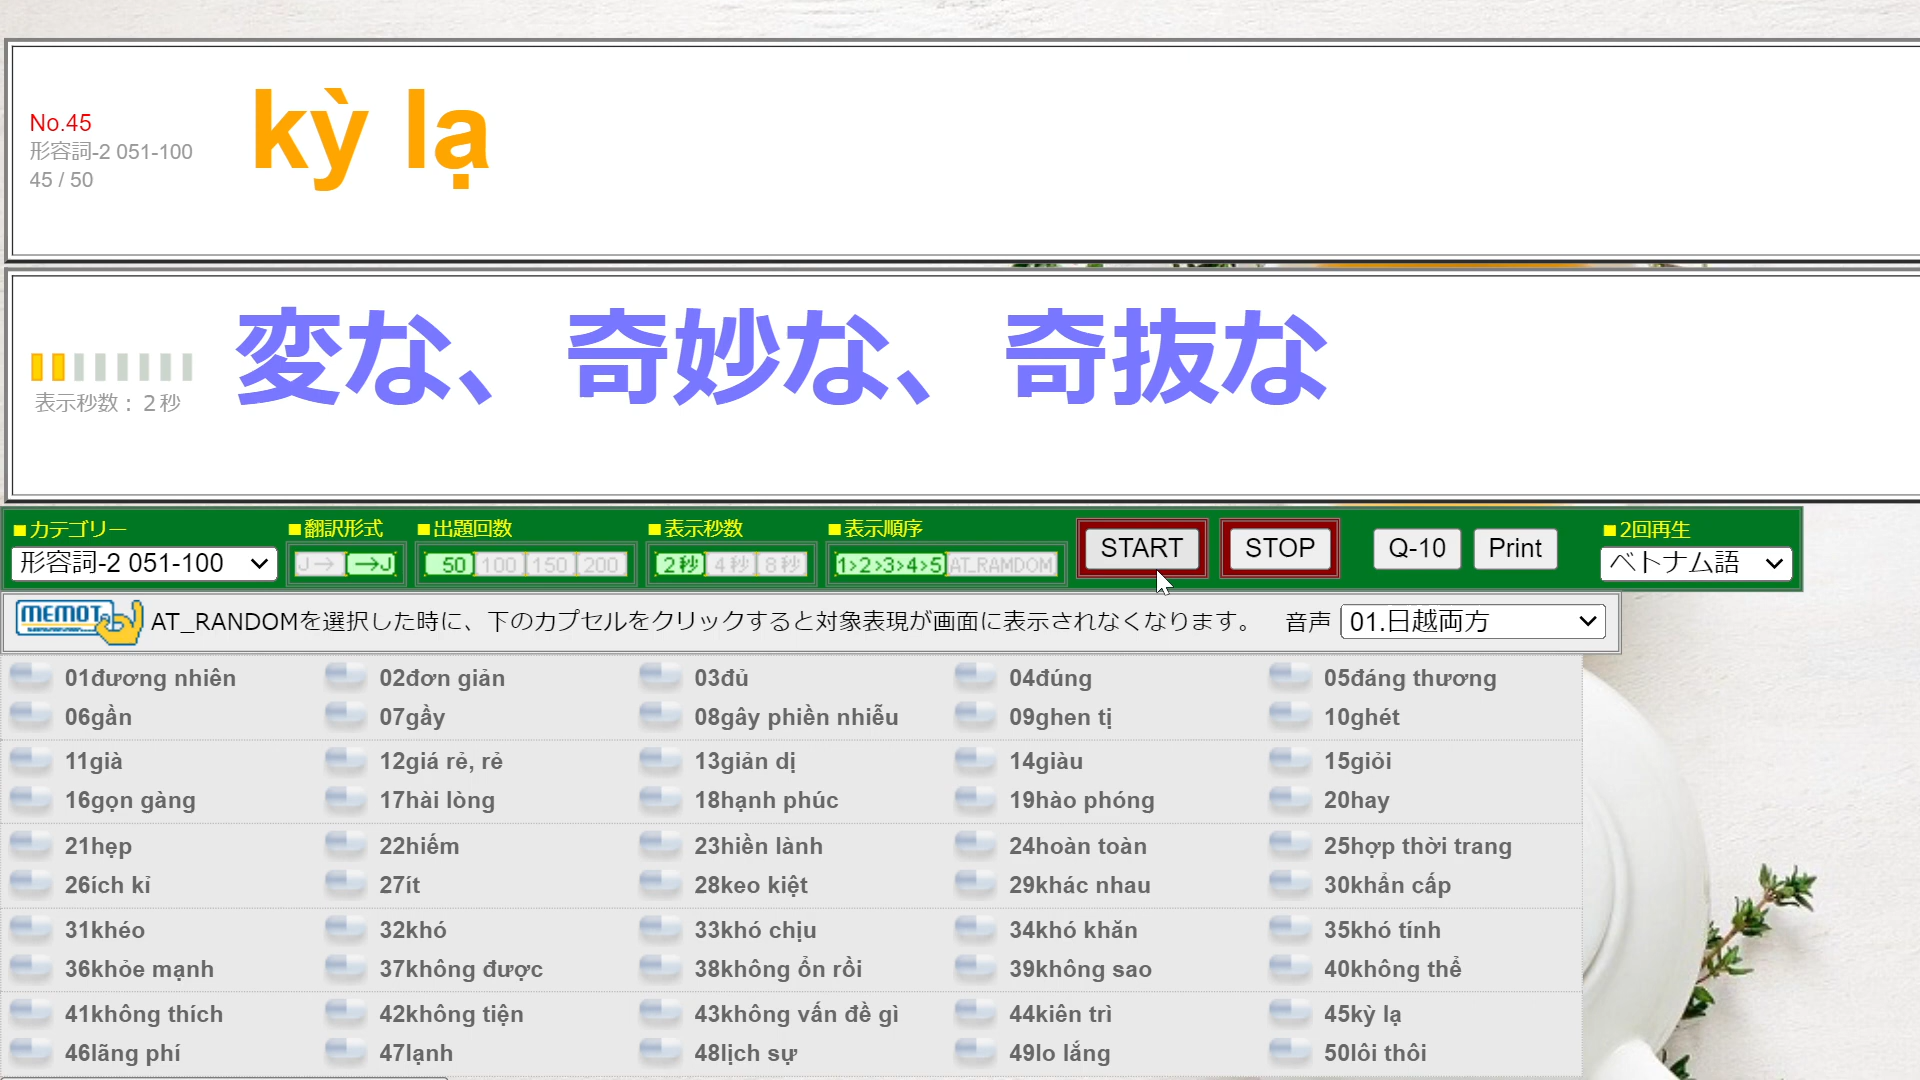 No.45
形容詞-2 051-100
45 / 50
kỳ lạ
変な、奇妙な、奇抜な
表示秒数：２秒
■カテゴリー ■翻訳形式 ■出題回数 ■表示秒数 ■表示順序 ■2回再生
形容詞-2 051-100 J→ →J 50 100 150 200 2秒 4秒 8秒 1>2>3>4>5 AT_RAMDOM START STOP Q-10 Print ベトナム語
MEMOT AT_RANDOMを選択した時に、下のカプセルをクリックすると対象表現が画面に表示されなくなります。 音声 01.日越両方
01đương nhiên 02đơn giản 03đủ 04đúng 05đáng thương
06gần 07gầy 08gây phiền nhiễu 09ghen tị 10ghét
11già 12giá rẻ, rẻ 13giản dị 14giàu 15giỏi
16gọn gàng 17hài lòng 18hạnh phúc 19hào phóng 20hay
21hẹp 22hiếm 23hiền lành 24hoàn toàn 25hợp thời trang
26ích kỉ 27ít 28keo kiệt 29khác nhau 30khẩn cấp
31khéo 32khó 33khó chịu 34khó khăn 35khó tính
36khỏe mạnh 37không được 38không ổn rồi 39không sao 40không thể
41không thích 42không tiện 43không vấn đề gì 44kiên trì 45kỳ lạ
46lãng phí 47lạnh 48lịch sự 49lo lắng 50lôi thôi